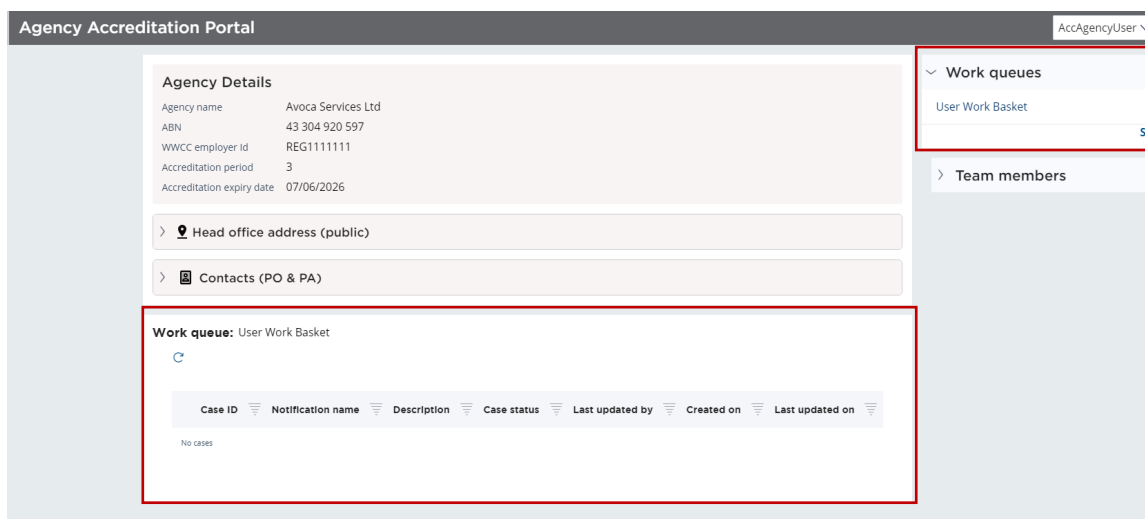 Agency Accreditation Portal
AccAgencyUser
Agency Details
Agency name Avoca Services Ltd
ABN 43 304 920 597
WWCC employer Id REG1111111
Accreditation period 3
Accreditation expiry date 07/06/2026
Head office address (public)
Contacts (PO & PA)
Work queue: User Work Basket
Case ID Notification name Description Case status Last updated by Created on Last updated on
No cases
Work queues
User Work Basket
S
Team members